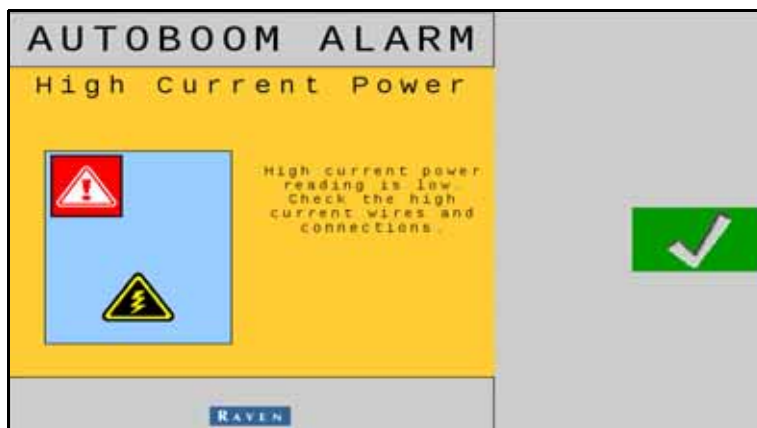 AUTOBOOM ALARM
High Current Power
High current power
reading is low.
Check the high
current wires and
connections.
RAVEN